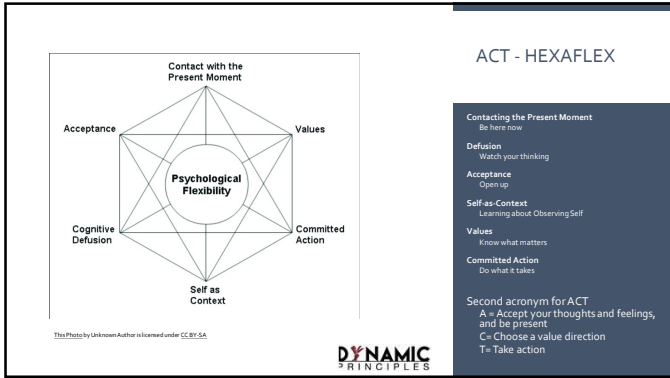 ACT - HEXAFLEX
Contact with the
Present Moment
Acceptance
Values
Psychological
Flexibility
Cognitive
Defusion
Committed
Action
Self as
Context
This Photo by Unknown Author is licensed under CC BY-SA
DYNAMIC
PRINCIPLES
Contacting the Present Moment
Be here now
Defusion
Watch your thinking
Acceptance
Open up
Self-as-Context
Learning about Observing Self
Values
Know what matters
Committed Action
Do what it takes
Second acronym for ACT
A = Accept your thoughts and feelings,
and be present
C= Choose a value direction
T= Take action